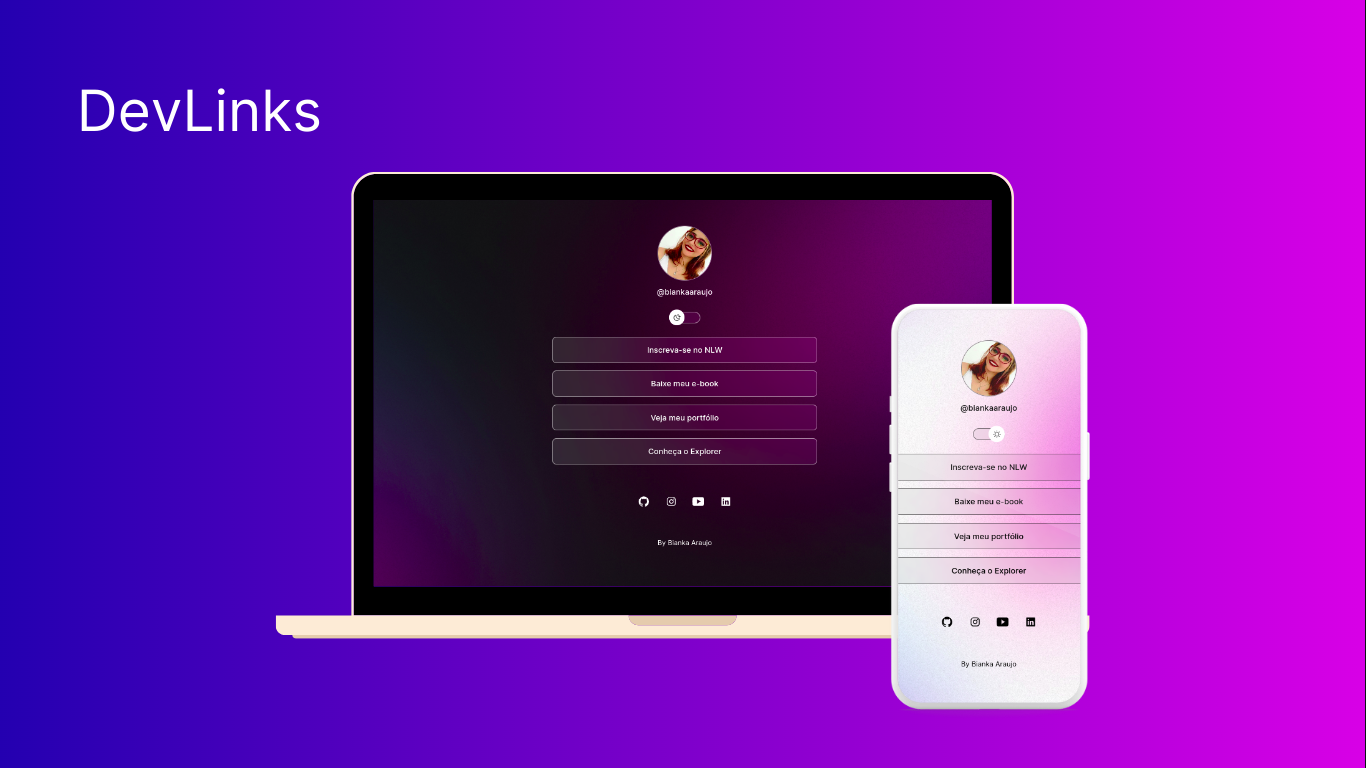 DevLinks
@biankaaraujo
Inscreva-se no NLW
Baixe meu e-book
Veja meu portfólio
Conheça o Explorer
By Bianka Araujo
@biankaaraujo
Inscreva-se no NLW
Baixe meu e-book
Veja meu portfólio
Conheça o Explorer
By Bianka Araujo